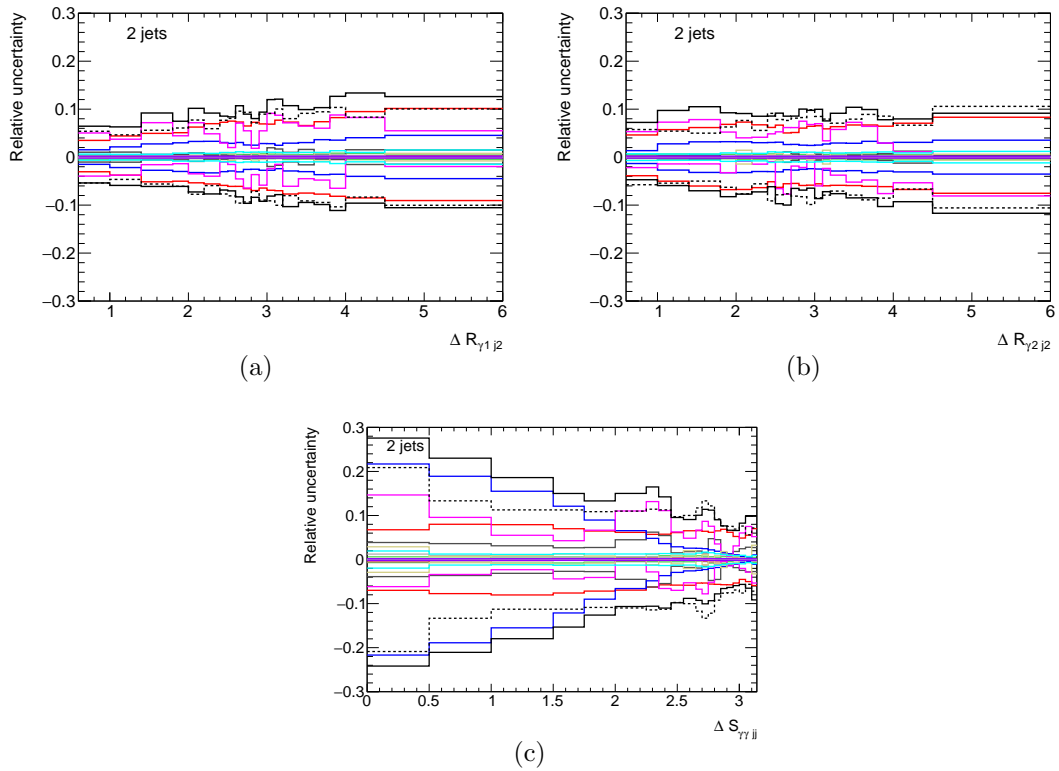 Relative uncertainty
0.3
0.2
0.1
0
−0.1
−0.2
−0.3
2 jets
1 2 3 4 5 6
Δ R_γ1 j2
(a)
Relative uncertainty
0.3
0.2
0.1
0
−0.1
−0.2
−0.3
2 jets
1 2 3 4 5 6
Δ R_γ2 j2
(b)
Relative uncertainty
0.3
0.2
0.1
0
−0.1
−0.2
−0.3
2 jets
0 0.5 1 1.5 2 2.5 3
Δ S_γγ jj
(c)